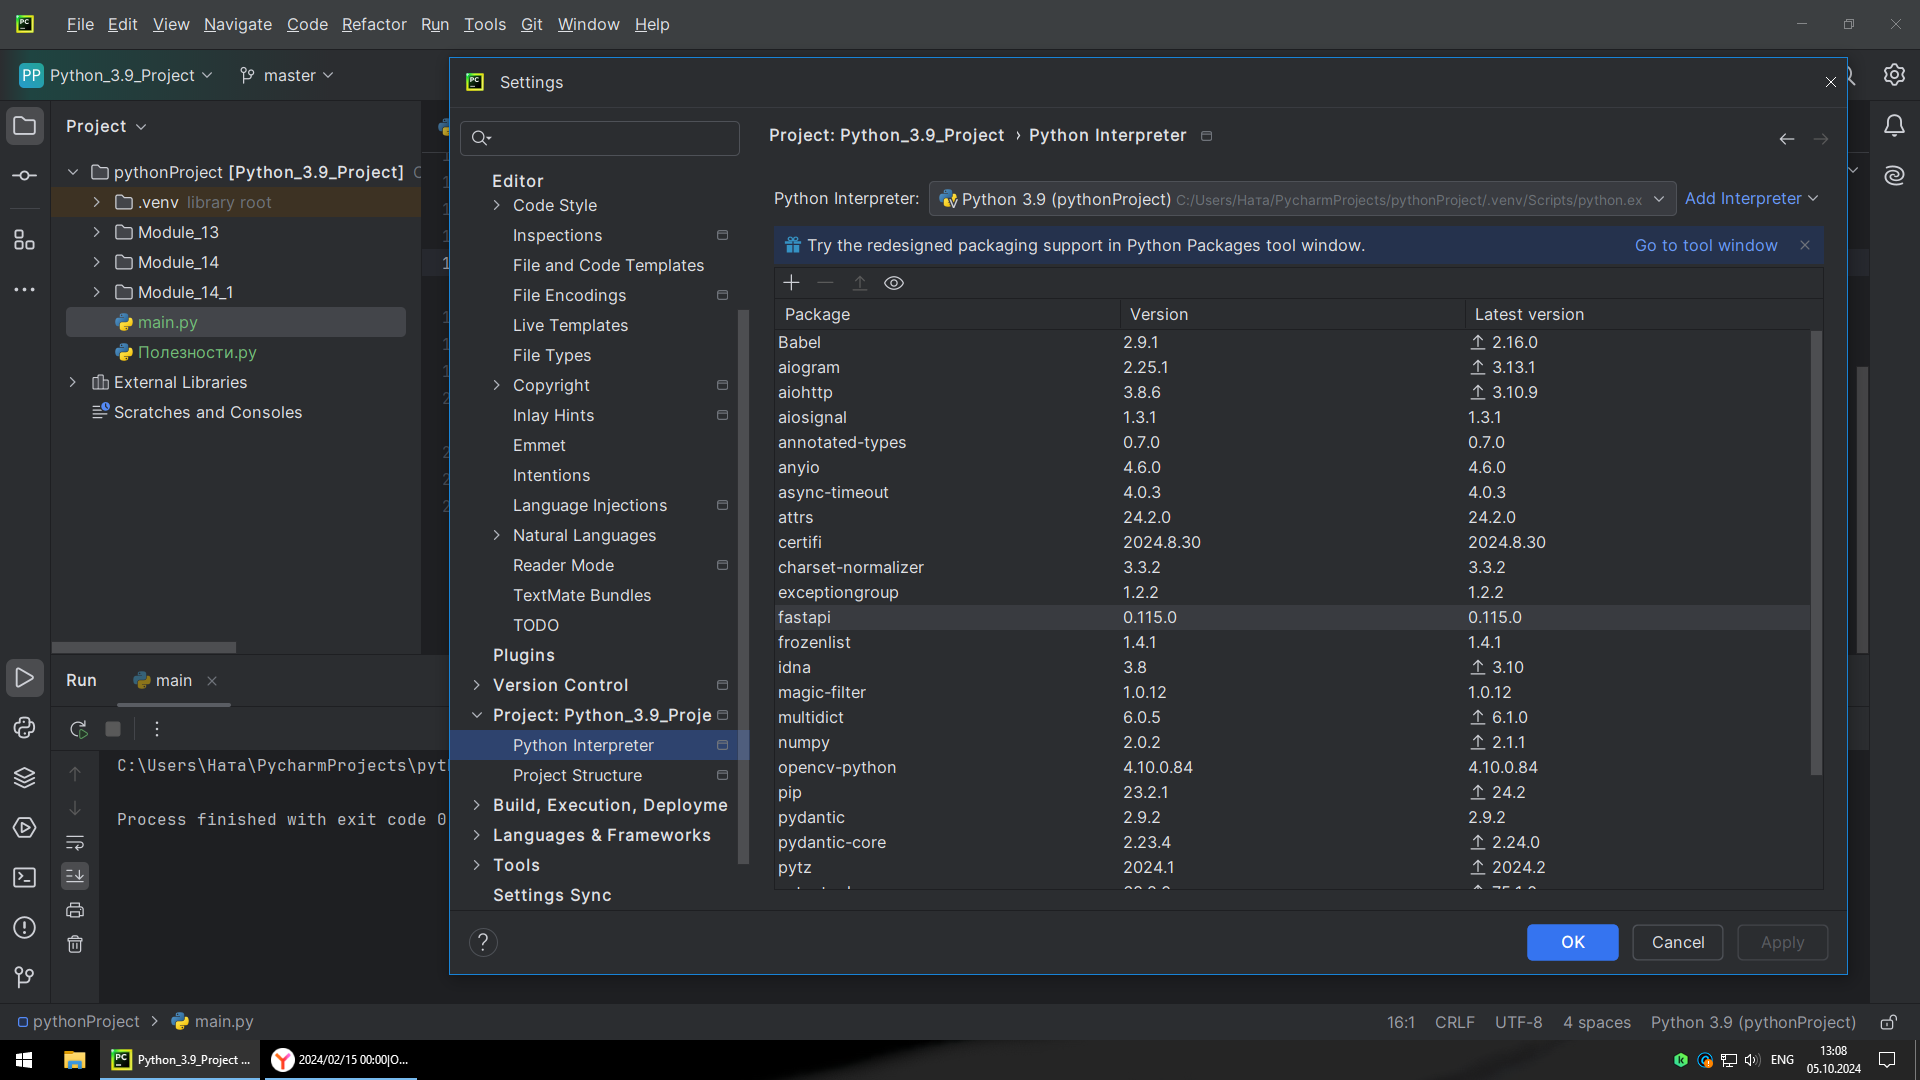 File Edit View Navigate Code Refactor Run Tools Git Window Help
PP Python_3.9_Project master
Project
pythonProject [Python_3.9_Project]
.venv library root
Module_13
Module_14
Module_14_1
main.py
Полезности.py
External Libraries
Scratches and Consoles
Settings
Editor
Code Style
Inspections
File and Code Templates
File Encodings
Live Templates
File Types
Copyright
Inlay Hints
Emmet
Intentions
Language Injections
Natural Languages
Reader Mode
TextMate Bundles
TODO
Plugins
Version Control
Project: Python_3.9_Proje
Python Interpreter
Project Structure
Build, Execution, Deployme
Languages & Frameworks
Tools
Settings Sync
Project: Python_3.9_Project › Python Interpreter
Python Interpreter: Python 3.9 (pythonProject) C:/Users/Ната/PycharmProjects/pythonProject/.venv/Scripts/python.ex Add Interpreter
Try the redesigned packaging support in Python Packages tool window. Go to tool window
Package Version Latest version
Babel 2.9.1 2.16.0
aiogram 2.25.1 3.13.1
aiohttp 3.8.6 3.10.9
aiosignal 1.3.1 1.3.1
annotated-types 0.7.0 0.7.0
anyio 4.6.0 4.6.0
async-timeout 4.0.3 4.0.3
attrs 24.2.0 24.2.0
certifi 2024.8.30 2024.8.30
charset-normalizer 3.3.2 3.3.2
exceptiongroup 1.2.2 1.2.2
fastapi 0.115.0 0.115.0
frozenlist 1.4.1 1.4.1
idna 3.8 3.10
magic-filter 1.0.12 1.0.12
multidict 6.0.5 6.1.0
numpy 2.0.2 2.1.1
opencv-python 4.10.0.84 4.10.0.84
pip 23.2.1 24.2
pydantic 2.9.2 2.9.2
pydantic-core 2.23.4 2.24.0
pytz 2024.1 2024.2
? OK Cancel Apply
Run main
C:\Users\Ната\PycharmProjects\pyt
Process finished with exit code 0
pythonProject > main.py
16:1 CRLF UTF-8 4 spaces Python 3.9 (pythonProject)
Python_3.9_Project ... 2024/02/15 00:00|O... ENG 13:08
05.10.2024